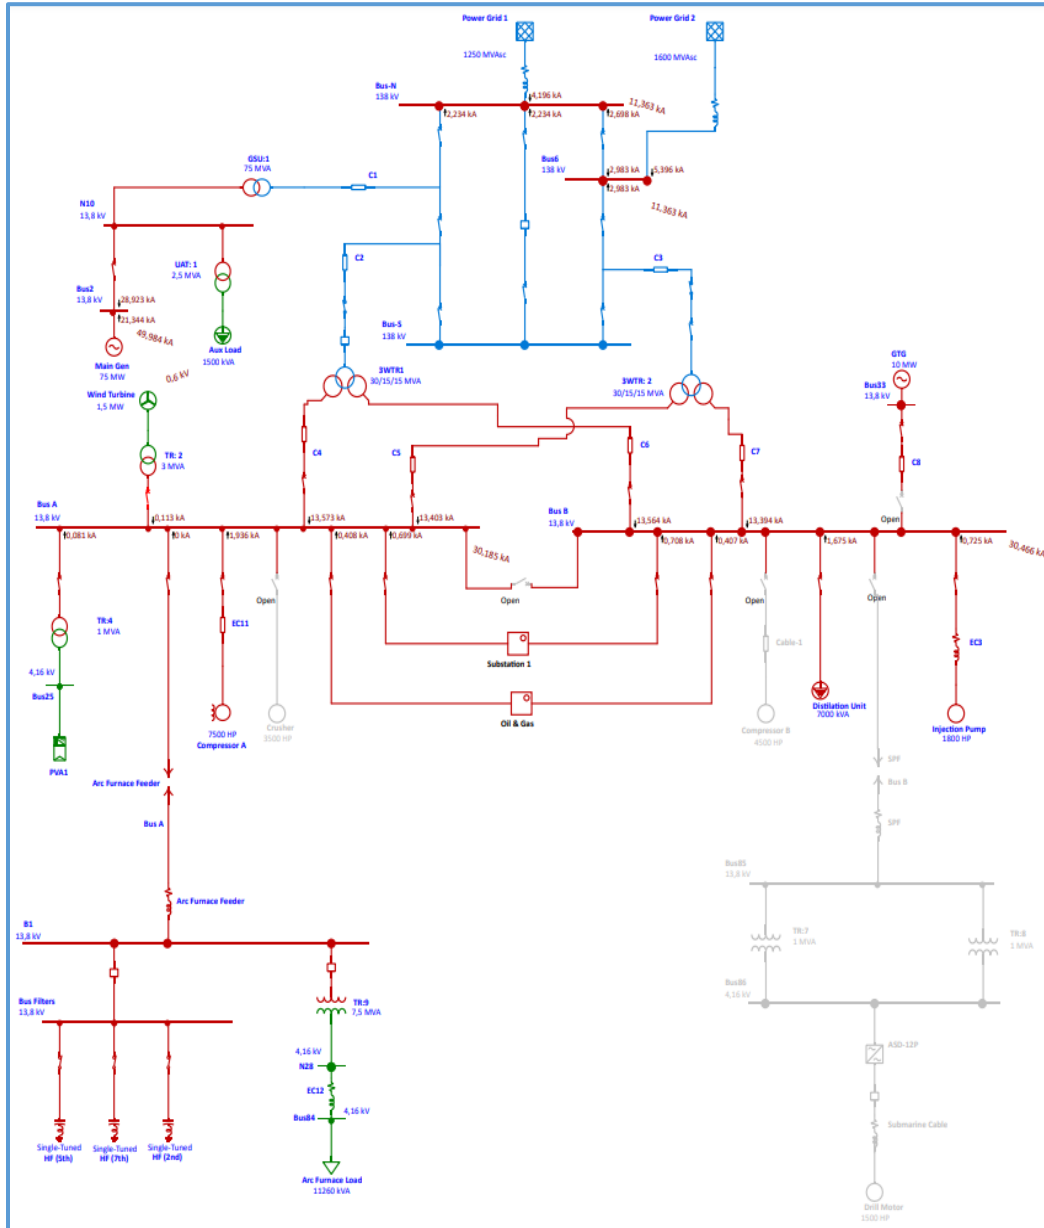 Power Grid 1
Power Grid 2
1250 MVAsc
1600 MVAsc
Bus-N
138 kV
4,196 kA
11,363 kA
2,234 kA
2,234 kA
2,698 kA
GSU:1
75 MVA
C1
Bus6
138 kV
2,983 kA
5,396 kA
2,983 kA
11,363 kA
N10
13,8 kV
UAT: 1
2,5 MVA
C2
C3
Bus2
13,8 kV
28,923 kA
21,344 kA
49,984 kA
Bus-S
138 kV
Main Gen
75 MW
Aux Load
1500 kVA
0,6 kV
Wind Turbine
1,5 MW
3WTR1
30/15/15 MVA
3WTR: 2
30/15/15 MVA
GTG
10 MW
Bus33
13,8 kV
TR: 2
3 MVA
C4
C5
C6
C7
C8
Open
Bus A
13,8 kV
0,113 kA
13,573 kA
13,403 kA
Bus B
13,8 kV
13,564 kA
13,394 kA
0,081 kA
0 kA
1,936 kA
0,408 kA
0,699 kA
30,185 kA
0,708 kA
0,407 kA
1,675 kA
0,725 kA
30,466 kA
Open
Open
Open
Open
TR:4
1 MVA
EC11
Substation 1
Cable-1
EC3
4,16 kV
Bus25
PVA1
7500 HP
Compressor A
Crusher
3500 HP
Oil & Gas
Compressor B
4500 HP
Distilation Unit
7000 kVA
Injection Pump
1800 HP
Arc Furnace Feeder
SPF
Bus B
Bus A
SPF
Arc Furnace Feeder
Bus85
13,8 kV
B1
13,8 kV
TR:7
1 MVA
TR:8
1 MVA
Bus86
4,16 kV
Bus Filters
13,8 kV
TR:9
7,5 MVA
4,16 kV
N28
EC12
Bus84
4,16 kV
ASD-12P
Submarine Cable
Single-Tuned
HF (5th)
Single-Tuned
HF (7th)
Single-Tuned
HF (2nd)
Arc Furnace Load
11260 kVA
Drill Motor
1500 HP